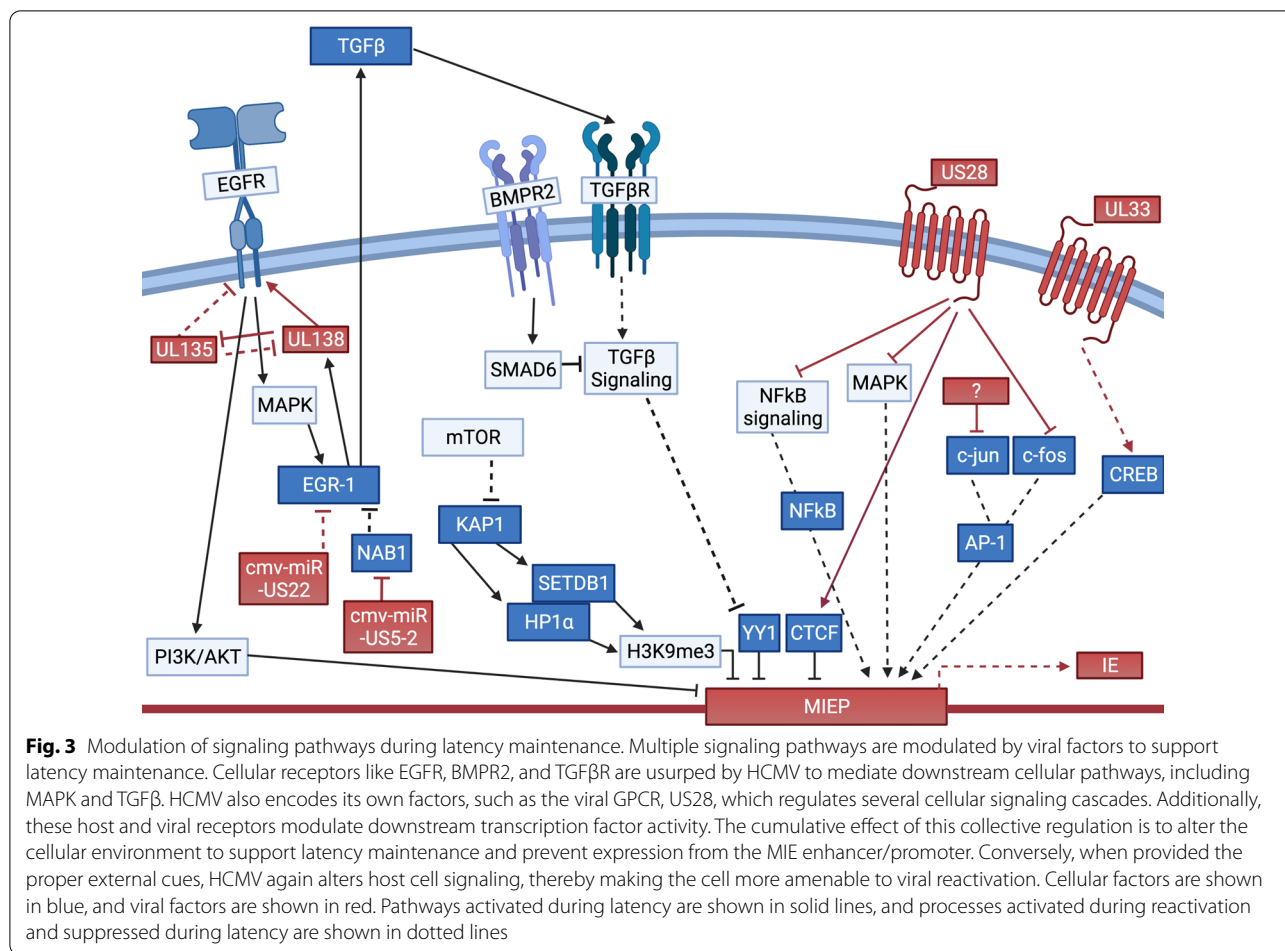 TGFβ
EGFR
BMPR2
TGFβR
US28
UL33
UL135
UL138
SMAD6
TGFβ
Signaling
NFkB
signaling
MAPK
?
MAPK
mTOR
c-jun
c-fos
CREB
EGR-1
KAP1
NFkB
NAB1
AP-1
cmv-miR
-US22
SETDB1
cmv-miR
-US5-2
HP1α
YY1
CTCF
PI3K/AKT
H3K9me3
IE
MIEP
Fig. 3 Modulation of signaling pathways during latency maintenance. Multiple signaling pathways are modulated by viral factors to support
latency maintenance. Cellular receptors like EGFR, BMPR2, and TGFβR are usurped by HCMV to mediate downstream cellular pathways, including
MAPK and TGFβ. HCMV also encodes its own factors, such as the viral GPCR, US28, which regulates several cellular signaling cascades. Additionally,
these host and viral receptors modulate downstream transcription factor activity. The cumulative effect of this collective regulation is to alter the
cellular environment to support latency maintenance and prevent expression from the MIE enhancer/promoter. Conversely, when provided the
proper external cues, HCMV again alters host cell signaling, thereby making the cell more amenable to viral reactivation. Cellular factors are shown
in blue, and viral factors are shown in red. Pathways activated during latency are shown in solid lines, and processes activated during reactivation
and suppressed during latency are shown in dotted lines